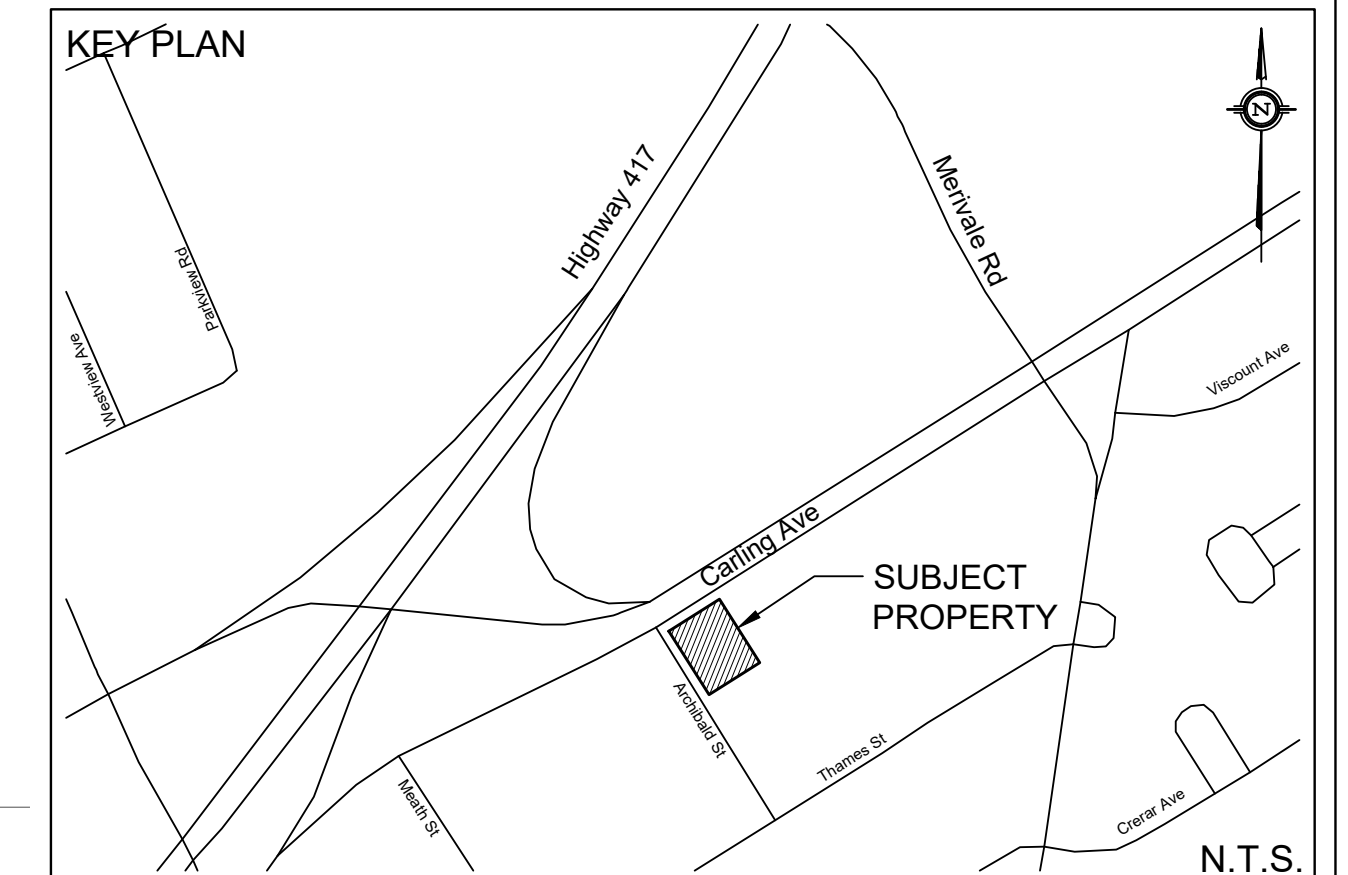 KEY PLAN
N
Highway 417
Merivale Rd
Parkview Rd
Westview Ave
Viscount Ave
Carling Ave
SUBJECT
PROPERTY
Archibald St
Thames St
Meath St
Crerar Ave
N.T.S.